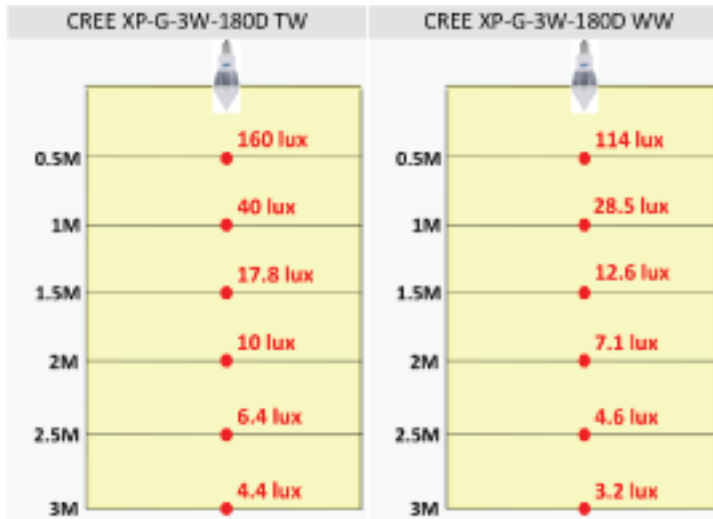 CREE XP-G-3W-180D TW
160 lux
0.5M
40 lux
1M
17.8 lux
1.5M
10 lux
2M
6.4 lux
2.5M
4.4 lux
3M
CREE XP-G-3W-180D WW
114 lux
0.5M
28.5 lux
1M
12.6 lux
1.5M
7.1 lux
2M
4.6 lux
2.5M
3.2 lux
3M